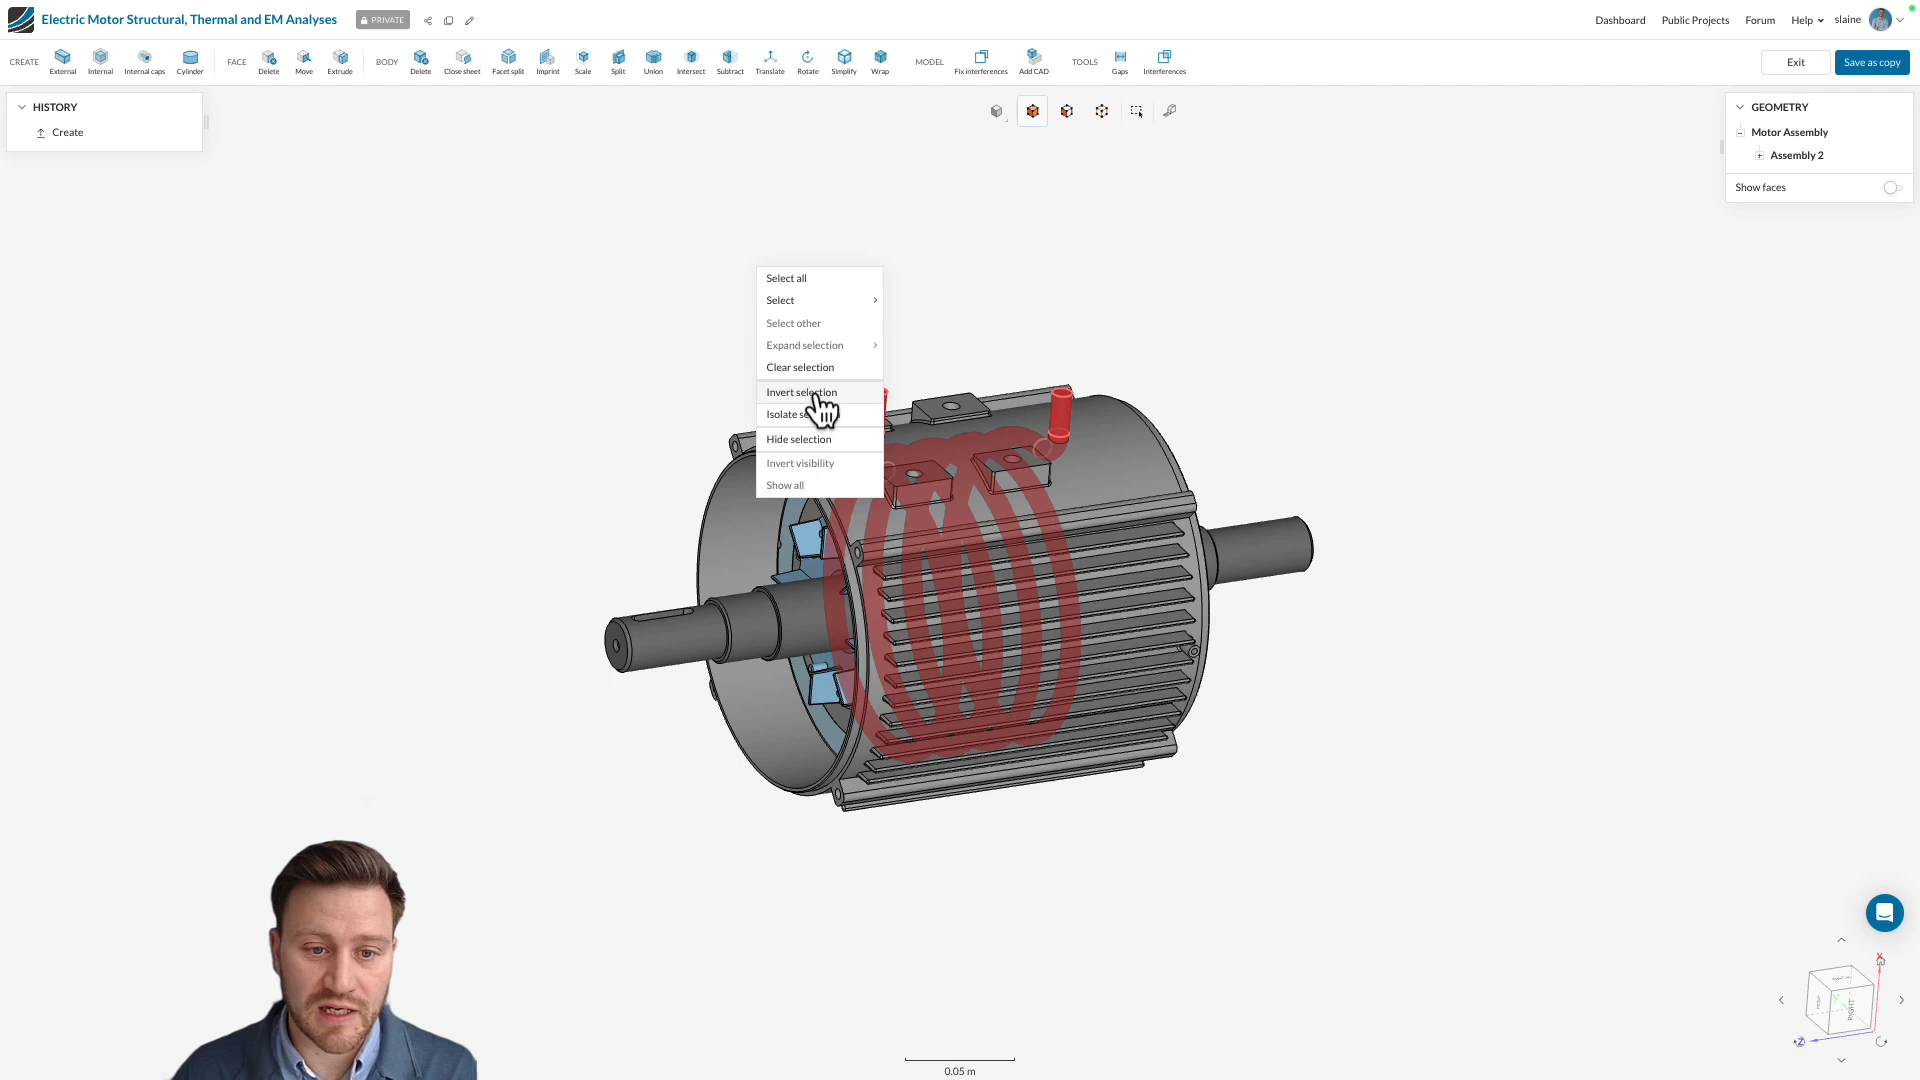 Electric Motor Structural, Thermal and EM Analyses
PRIVATE
Dashboard
Public Projects
Forum
Help
slaine
CREATE
External
Internal
Internal caps
Cylinder
FACE
Delete
Move
Extrude
BODY
Delete
Close sheet
Facet split
Imprint
Scale
Split
Union
Intersect
Subtract
Translate
Rotate
Simplify
Wrap
MODEL
Fix interferences
Add CAD
TOOLS
Gaps
Interferences
Exit
Save as copy
HISTORY
Create
GEOMETRY
Motor Assembly
Assembly 2
Show faces
Select all
Select
Select other
Expand selection
Clear selection
Invert selection
Isolate
Hide selection
Invert visibility
Show all
X
Y
RIGHT
Z
0.05 m